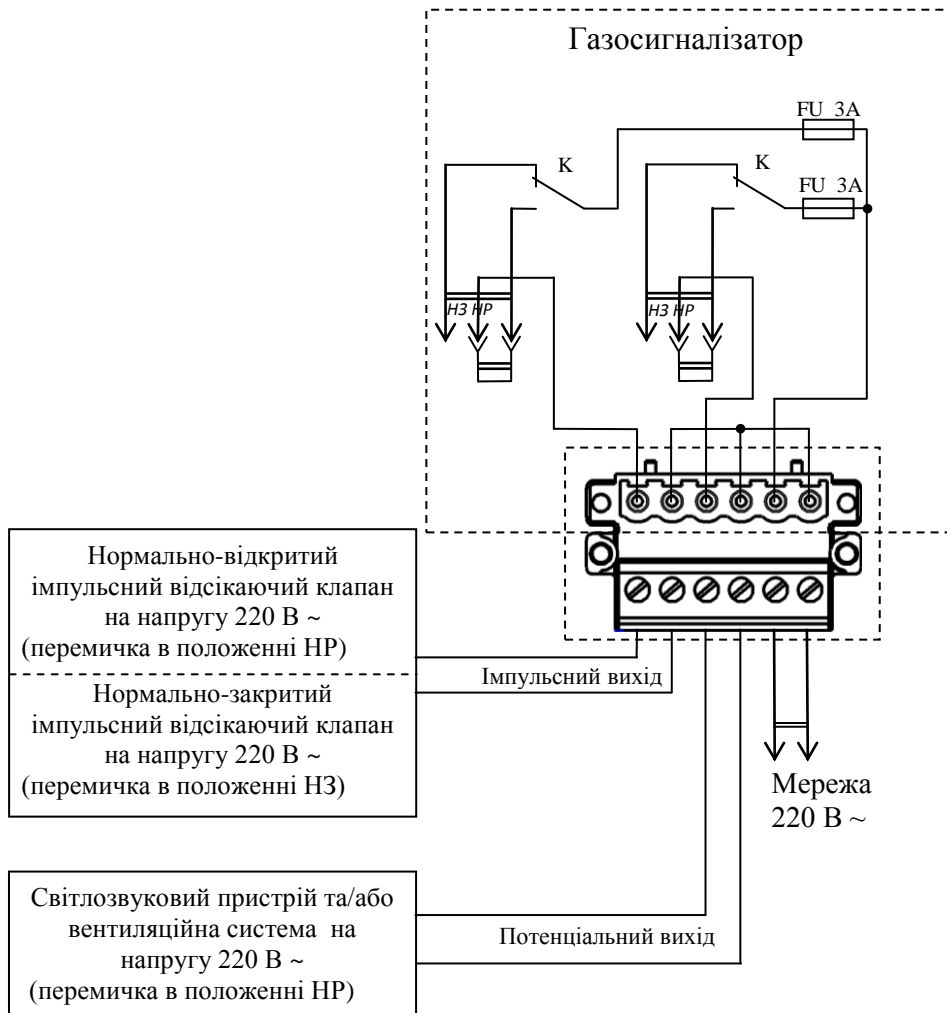 Газосигналізатор
FU 3A
K
K
FU 3A
НЗ НР
НЗ НР
Нормально-відкритий
імпульсний відсікаючий клапан
на напругу 220 В ~
(перемичка в положенні НР)
Імпульсний вихід
Нормально-закритий
імпульсний відсікаючий клапан
на напругу 220 В ~
(перемичка в положенні НЗ)
Мережа
220 В ~
Світлозвуковий пристрій та/або
вентиляційна система на
напругу 220 В ~
(перемичка в положенні НР)
Потенціальний вихід